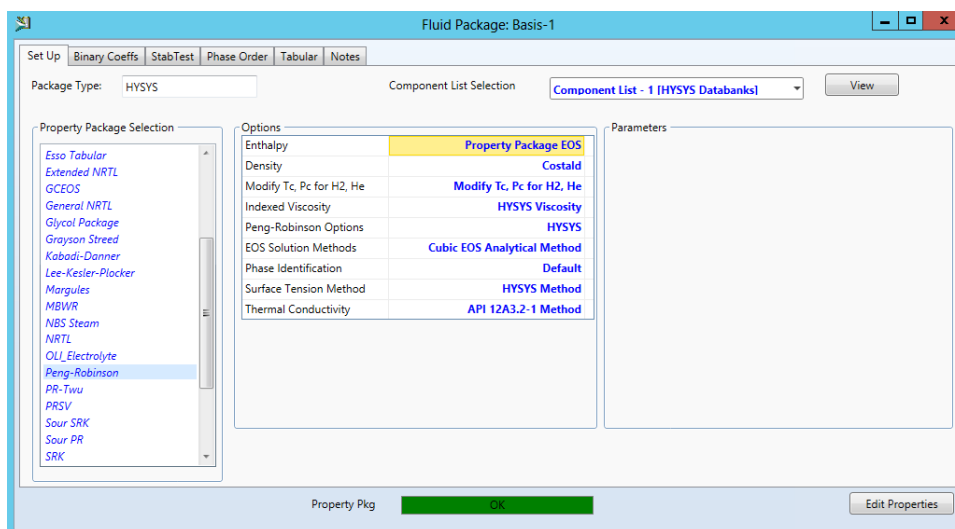 Fluid Package: Basis-1
Set Up Binary Coeffs StabTest Phase Order Tabular Notes
Package Type: HYSYS Component List Selection Component List - 1 [HYSYS Databanks] View
Property Package Selection
Esso Tabular
Extended NRTL
GCEOS
General NRTL
Glycol Package
Grayson Streed
Kabadi-Danner
Lee-Kesler-Plocker
Margules
MBWR
NBS Steam
NRTL
OLI_Electrolyte
Peng-Robinson
PR-Twu
PRSV
Sour SRK
Sour PR
SRK
Options
Enthalpy Property Package EOS
Density Costald
Modify Tc, Pc for H2, He Modify Tc, Pc for H2, He
Indexed Viscosity HYSYS Viscosity
Peng-Robinson Options HYSYS
EOS Solution Methods Cubic EOS Analytical Method
Phase Identification Default
Surface Tension Method HYSYS Method
Thermal Conductivity API 12A3.2-1 Method
Parameters
Property Pkg OK Edit Properties